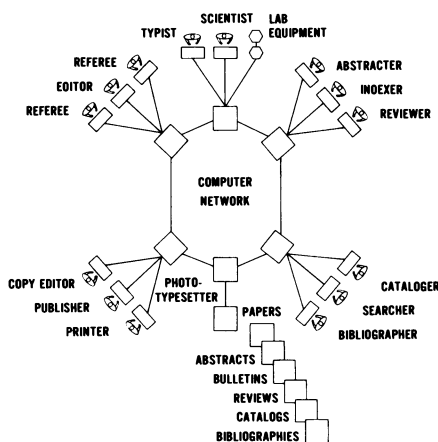 SCIENTIST
LAB
EQUIPMENT
TYPIST
REFEREE
EDITOR
REFEREE
ABSTRACTER
INDEXER
REVIEWER
COMPUTER
NETWORK
COPY EDITOR
PUBLISHER
PRINTER
PHOTO-
TYPESETTER
CATALOGER
SEARCHER
BIBLIOGRAPHER
PAPERS
ABSTRACTS
BULLETINS
REVIEWS
CATALOGS
BIBLIOGRAPHIES